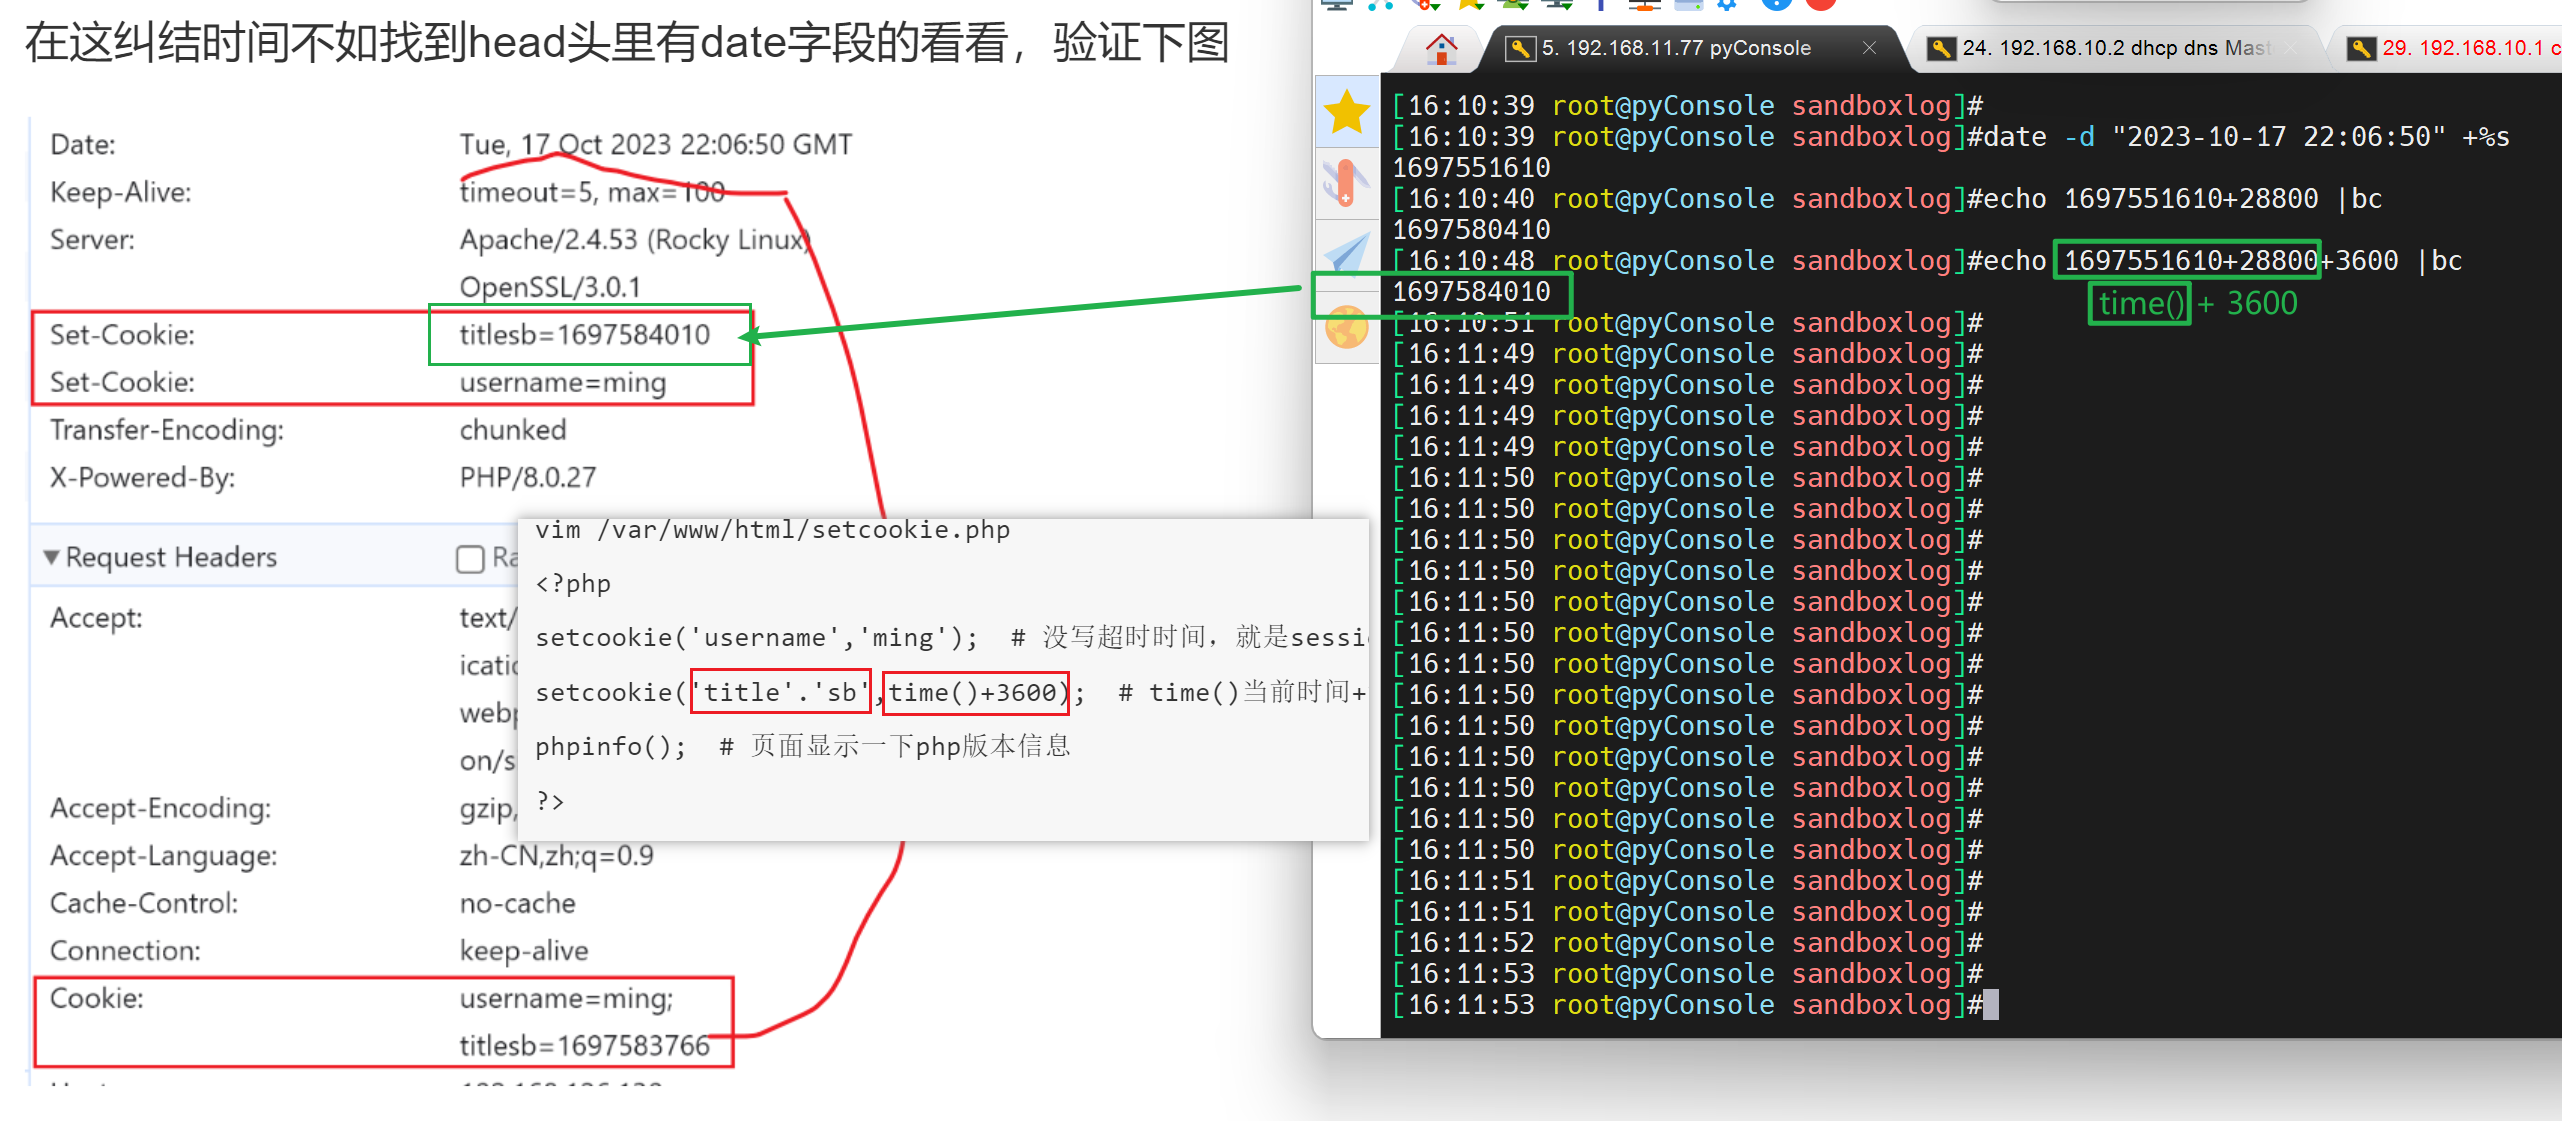 在这纠结时间不如找到head头里有date字段的看看，验证下图
Date: Tue, 17 Oct 2023 22:06:50 GMT
Keep-Alive: timeout=5, max=100
Server: Apache/2.4.53 (Rocky Linux)
OpenSSL/3.0.1
Set-Cookie: titlesb=1697584010
Set-Cookie: username=ming
Transfer-Encoding: chunked
X-Powered-By: PHP/8.0.27
Request Headers
Accept: text/
webp
on/s
Accept-Encoding: gzip,
Accept-Language: zh-CN,zh;q=0.9
Cache-Control: no-cache
Connection: keep-alive
Cookie: username=ming;
titlesb=1697583766
vim /var/www/html/setcookie.php
<?php
setcookie('username','ming');  # 没写超时时间，就是sessi
setcookie('title'.'sb',time()+3600);  # time()当前时间+
phpinfo();  # 页面显示一下php版本信息
?>
5. 192.168.11.77 pyConsole
24. 192.168.10.2 dhcp dns Mast
29. 192.168.10.1 c
[16:10:39 root@pyConsole sandboxlog]#
[16:10:39 root@pyConsole sandboxlog]#date -d "2023-10-17 22:06:50" +%s
1697551610
[16:10:40 root@pyConsole sandboxlog]#echo 1697551610+28800 |bc
1697580410
[16:10:48 root@pyConsole sandboxlog]#echo 1697551610+28800+3600 |bc
1697584010
time() + 3600
[16:10:51 root@pyConsole sandboxlog]#
[16:11:49 root@pyConsole sandboxlog]#
[16:11:49 root@pyConsole sandboxlog]#
[16:11:49 root@pyConsole sandboxlog]#
[16:11:49 root@pyConsole sandboxlog]#
[16:11:50 root@pyConsole sandboxlog]#
[16:11:50 root@pyConsole sandboxlog]#
[16:11:50 root@pyConsole sandboxlog]#
[16:11:50 root@pyConsole sandboxlog]#
[16:11:50 root@pyConsole sandboxlog]#
[16:11:50 root@pyConsole sandboxlog]#
[16:11:50 root@pyConsole sandboxlog]#
[16:11:50 root@pyConsole sandboxlog]#
[16:11:50 root@pyConsole sandboxlog]#
[16:11:50 root@pyConsole sandboxlog]#
[16:11:50 root@pyConsole sandboxlog]#
[16:11:50 root@pyConsole sandboxlog]#
[16:11:50 root@pyConsole sandboxlog]#
[16:11:51 root@pyConsole sandboxlog]#
[16:11:51 root@pyConsole sandboxlog]#
[16:11:52 root@pyConsole sandboxlog]#
[16:11:53 root@pyConsole sandboxlog]#
[16:11:53 root@pyConsole sandboxlog]#